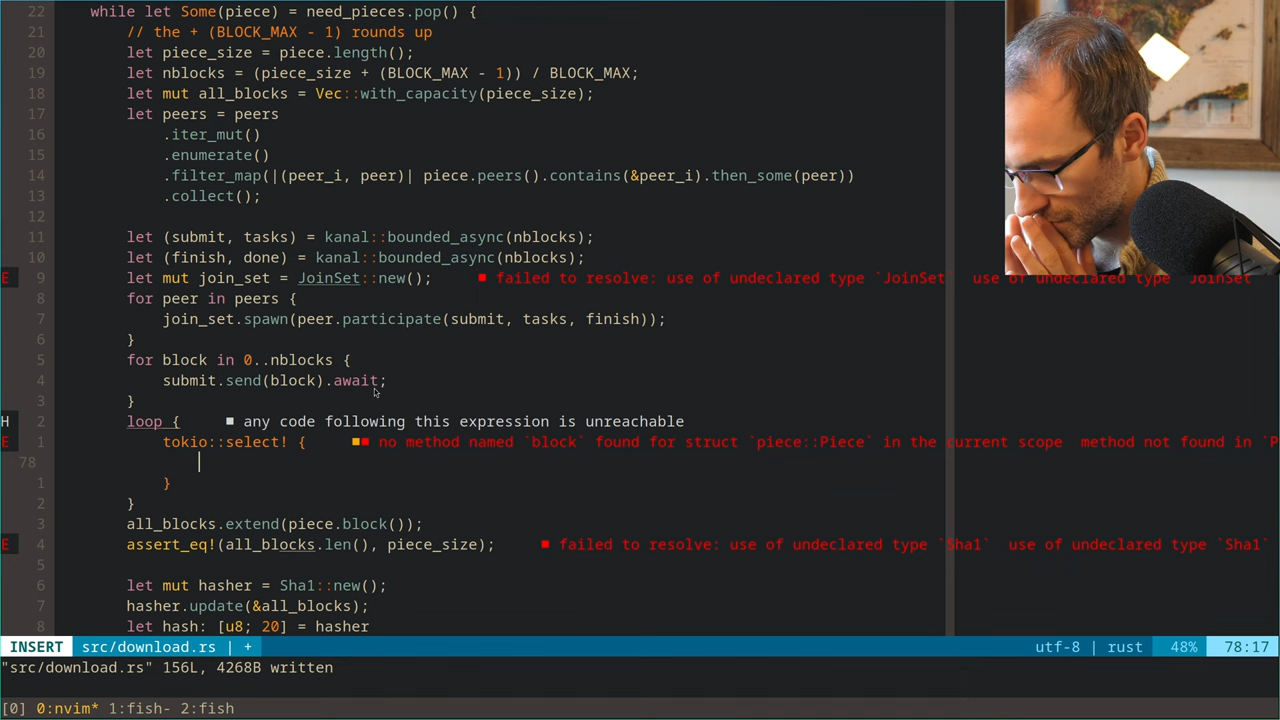 22 while let Some(piece) = need_pieces.pop() {
21 // the + (BLOCK_MAX - 1) rounds up
20 let piece_size = piece.length();
19 let nblocks = (piece_size + (BLOCK_MAX - 1)) / BLOCK_MAX;
18 let mut all_blocks = Vec::with_capacity(piece_size);
17 let peers = peers
16 .iter_mut()
15 .enumerate()
14 .filter_map(|(peer_i, peer)| piece.peers().contains(&peer_i).then_some(peer))
13 .collect();
12
11 let (submit, tasks) = kanal::bounded_async(nblocks);
10 let (finish, done) = kanal::bounded_async(nblocks);
E 9 let mut join_set = JoinSet::new(); ■ failed to resolve: use of undeclared type `JoinSet` use of undeclared type `JoinSet`
8 for peer in peers {
7 join_set.spawn(peer.participate(submit, tasks, finish));
6 }
5 for block in 0..nblocks {
4 submit.send(block).await;
3 }
H 2 loop { ■ any code following this expression is unreachable
E 1 tokio::select! { ■■ no method named `block` found for struct `piece::Piece` in the current scope method not found in `P
78
1 }
2 }
3 all_blocks.extend(piece.block());
E 4 assert_eq!(all_blocks.len(), piece_size); ■ failed to resolve: use of undeclared type `Sha1` use of undeclared type `Sha1`
5
6 let mut hasher = Sha1::new();
7 hasher.update(&all_blocks);
8 let hash: [u8; 20] = hasher
INSERT src/download.rs | + utf-8 | rust 48% 78:17
"src/download.rs" 156L, 4268B written
[0] 0:nvim* 1:fish- 2:fish